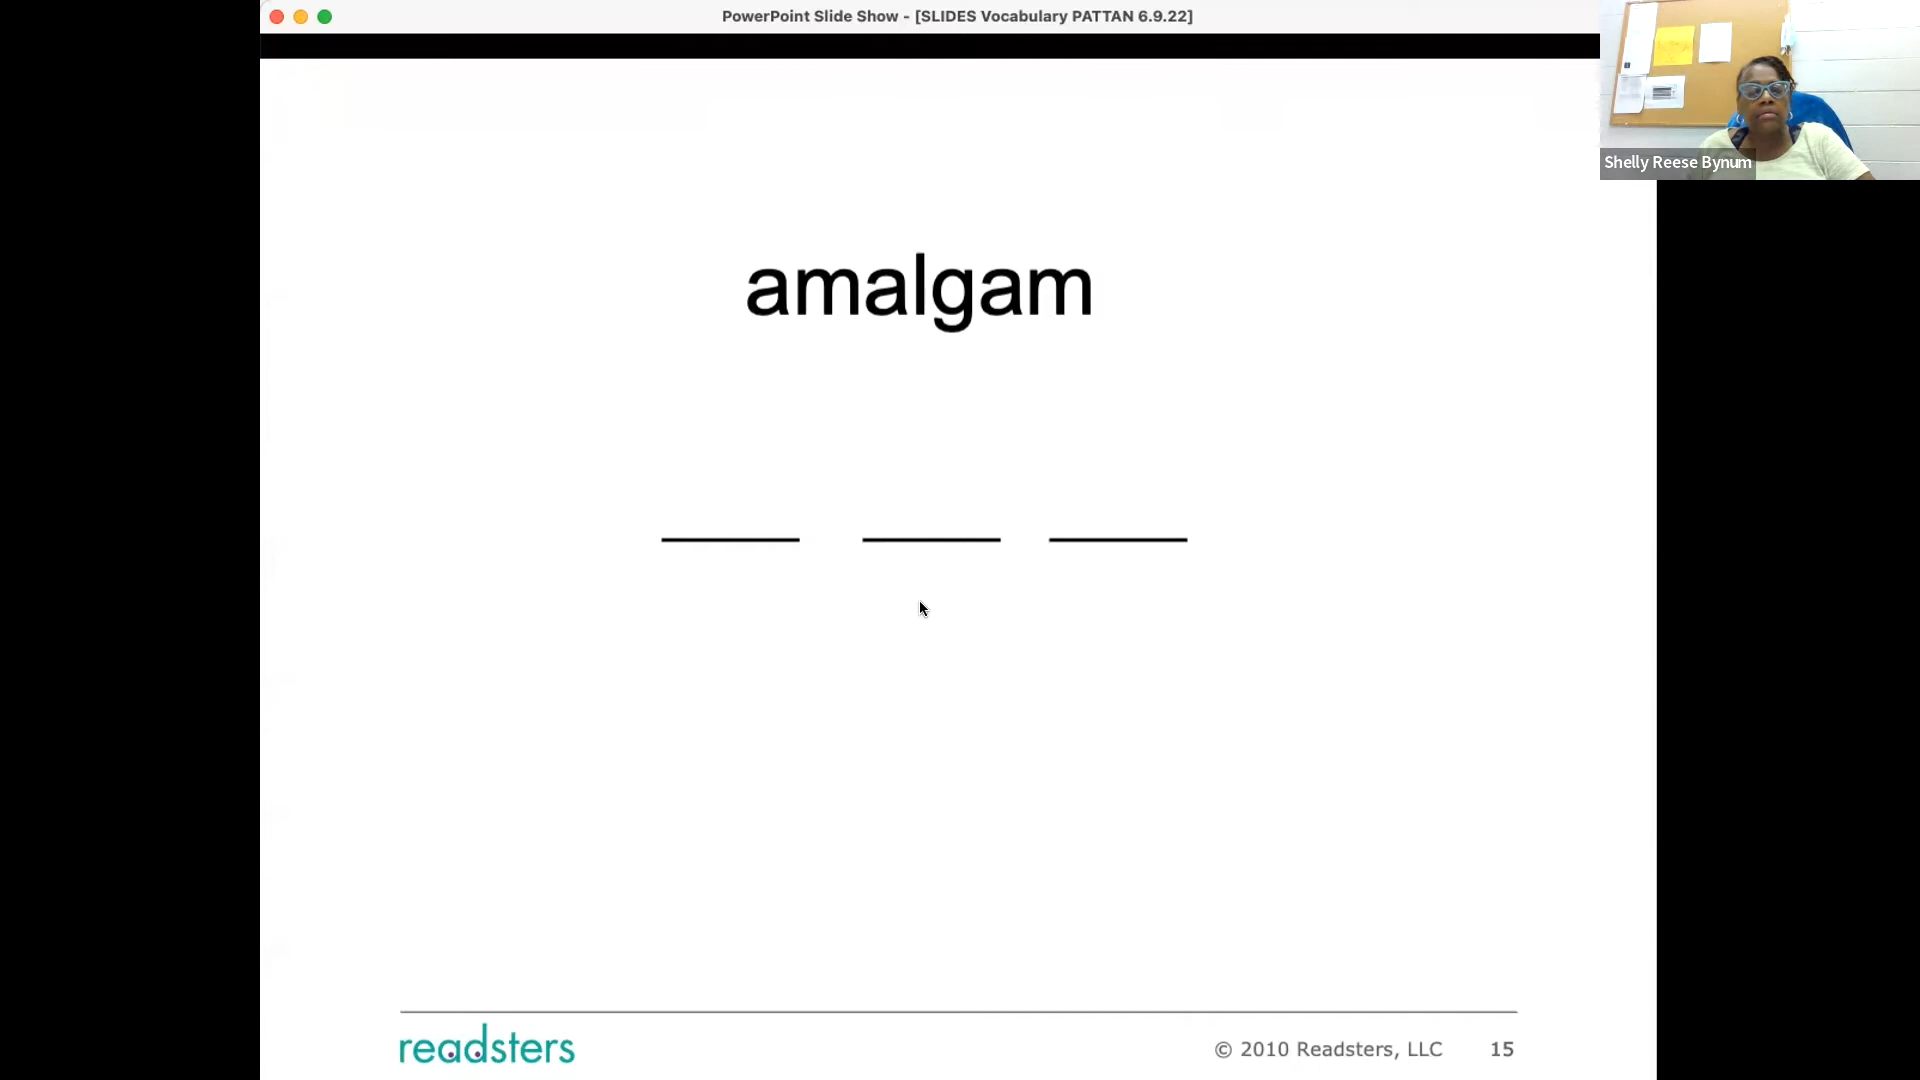 PowerPoint Slide Show - [SLIDES Vocabulary PATTAN 6.9.22]
Shelly Reese Bynum
amalgam
readsters
© 2010 Readsters, LLC 15